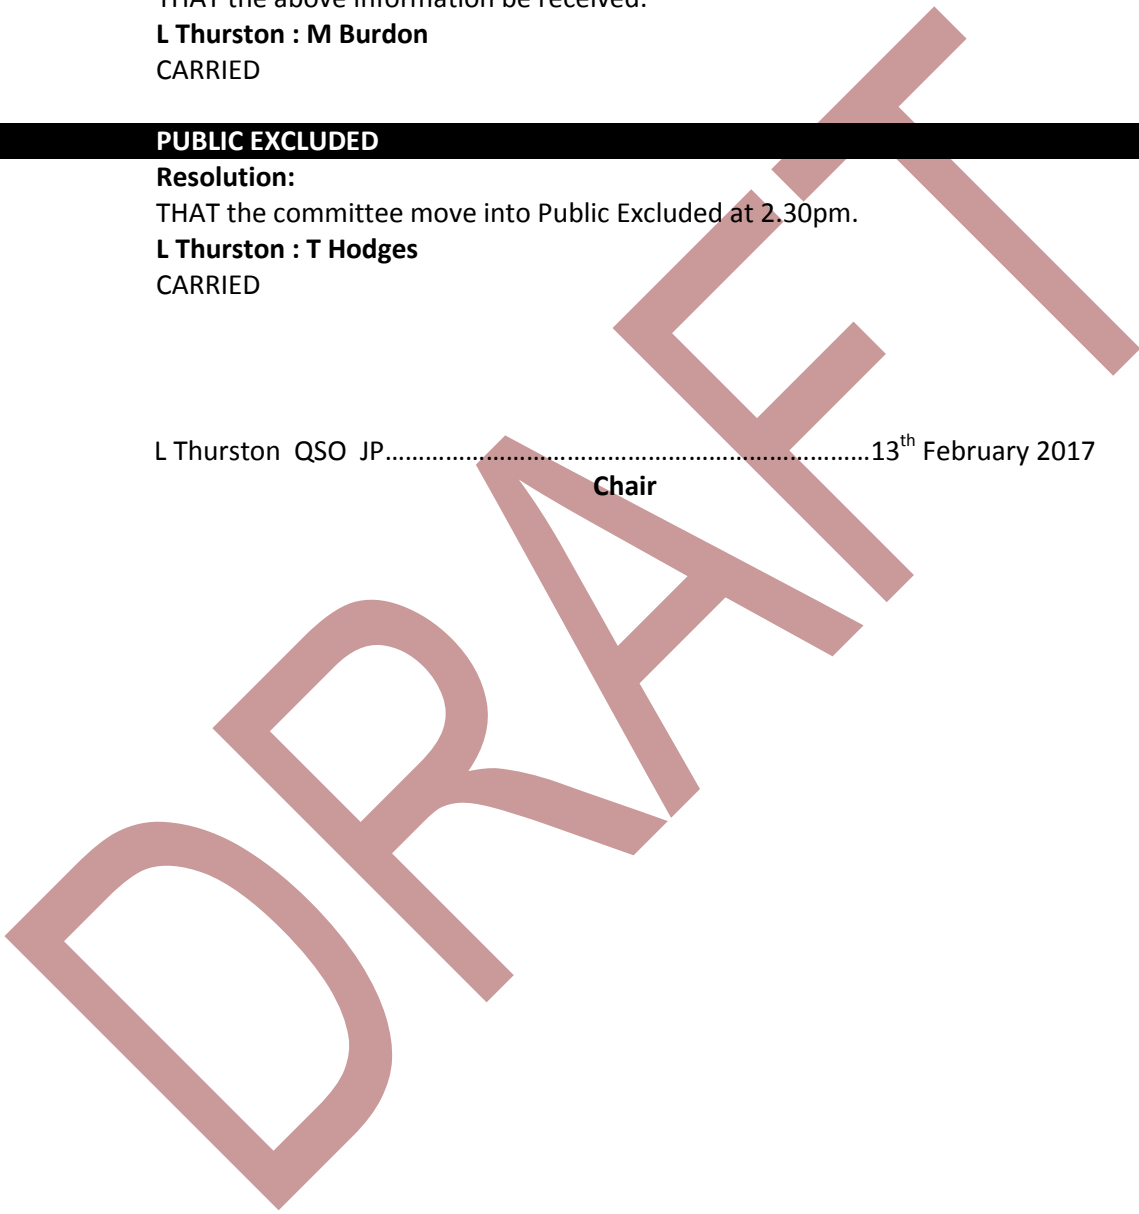 THAT the above information be received.
L Thurston : M Burdon
CARRIED
PUBLIC EXCLUDED
Resolution:
THAT the committee move into Public Excluded at 2.30pm.
L Thurston : T Hodges
CARRIED
L Thurston QSO JP……………………………………………………………13th February 2017
Chair
DRAFT